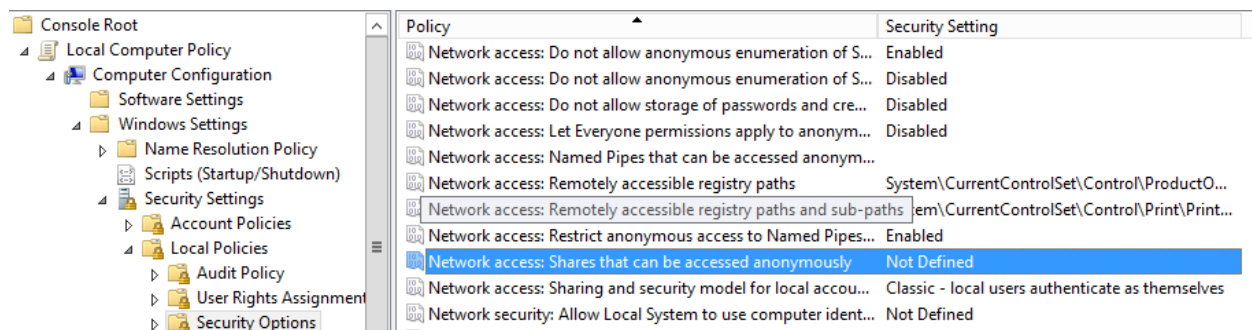 Console Root
Local Computer Policy
Computer Configuration
Software Settings
Windows Settings
Name Resolution Policy
Scripts (Startup/Shutdown)
Security Settings
Account Policies
Local Policies
Audit Policy
User Rights Assignment
Security Options
Policy Security Setting
Network access: Do not allow anonymous enumeration of S... Enabled
Network access: Do not allow anonymous enumeration of S... Disabled
Network access: Do not allow storage of passwords and cre... Disabled
Network access: Let Everyone permissions apply to anonym... Disabled
Network access: Named Pipes that can be accessed anonym...
Network access: Remotely accessible registry paths System\CurrentControlSet\Control\ProductO...
Network access: Remotely accessible registry paths and sub-paths em\CurrentControlSet\Control\Print\Print...
Network access: Restrict anonymous access to Named Pipes... Enabled
Network access: Shares that can be accessed anonymously Not Defined
Network access: Sharing and security model for local accou... Classic - local users authenticate as themselves
Network security: Allow Local System to use computer ident... Not Defined